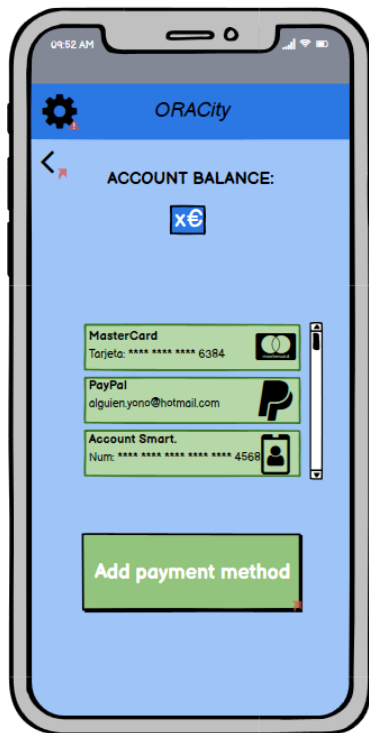 09:52 AM
ORACity
ACCOUNT BALANCE:
x€
MasterCard
Tarjeta: **** **** **** 6384
mastercard
PayPal
alguien.yono@hotmail.com
Account Smart.
Num: **** **** **** **** **** 4568
Add payment method